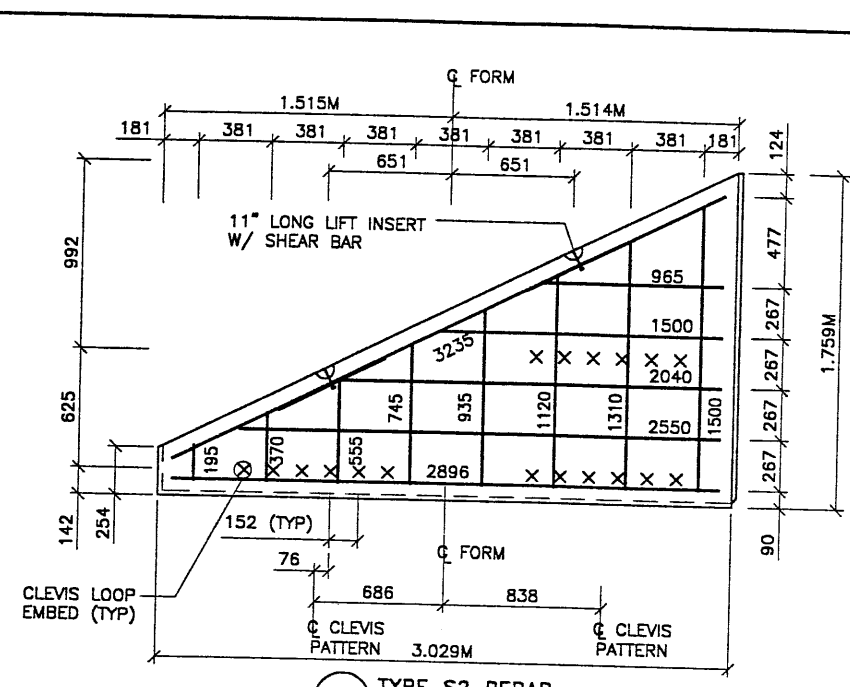 ℄ FORM
1.515M
1.514M
181
381
381
381
381
381
381
381
181
124
651
651
11" LONG LIFT INSERT
W/ SHEAR BAR
992
477
965
267
1500
3235
1.759M
267
2040
625
745
935
1120
1310
1500
267
2550
195
370
555
2896
267
142
254
152 (TYP)
90
℄ FORM
76
686
838
CLEVIS LOOP
EMBED (TYP)
℄ CLEVIS
PATTERN
℄ CLEVIS
PATTERN
3.029M
TYPE S2 REBAR